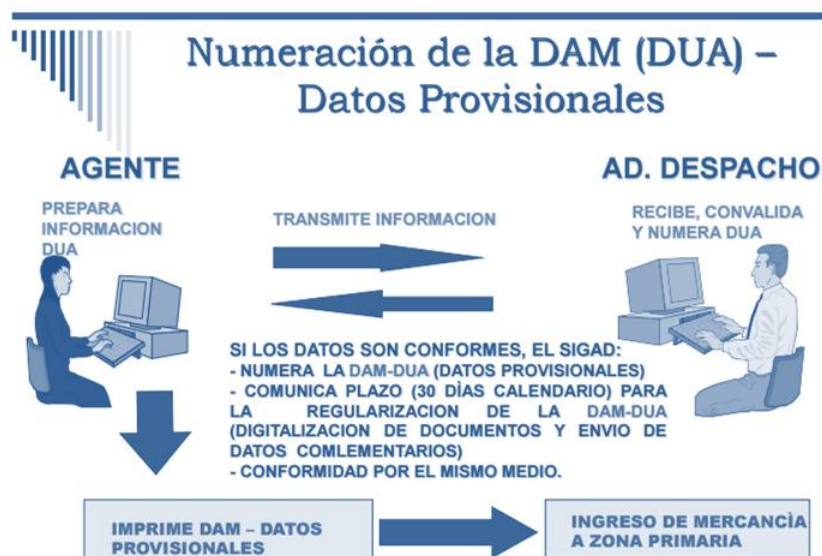 Numeración de la DAM (DUA) –
Datos Provisionales
AGENTE
AD. DESPACHO
PREPARA
INFORMACION
DUA
TRANSMITE INFORMACION
RECIBE, CONVALIDA
Y NUMERA DUA
SI LOS DATOS SON CONFORMES, EL SIGAD:
- NUMERA LA DAM-DUA (DATOS PROVISIONALES)
- COMUNICA PLAZO (30 DÌAS CALENDARIO) PARA
LA REGULARIZACION DE LA DAM-DUA
(DIGITALIZACION DE DOCUMENTOS Y ENVIO DE
DATOS COMLEMENTARIOS)
- CONFORMIDAD POR EL MISMO MEDIO.
IMPRIME DAM – DATOS
PROVISIONALES
INGRESO DE MERCANCÌA
A ZONA PRIMARIA